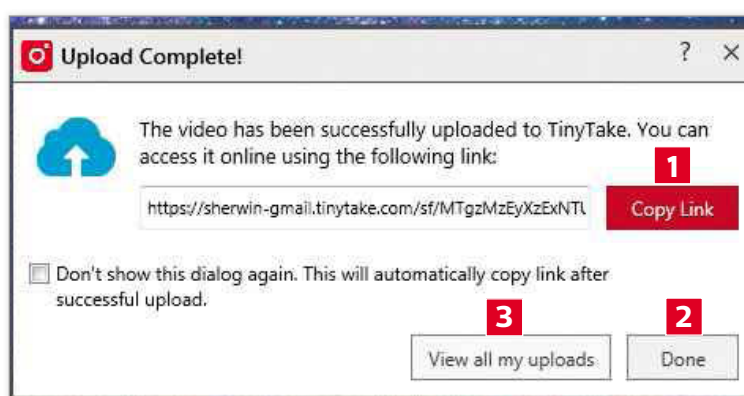 Upload Complete!
? ×
The video has been successfully uploaded to TinyTake. You can
access it online using the following link:
1
https://sherwin-gmail.tinytake.com/sf/MTgzMzEyXzExNTU
Copy Link
Don't show this dialog again. This will automatically copy link after
successful upload.
3 2
View all my uploads Done